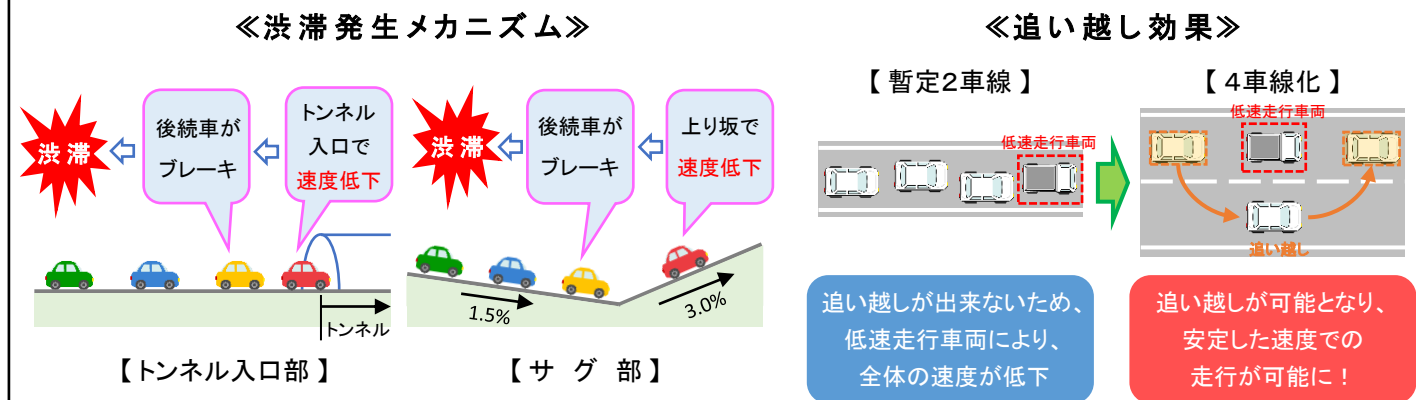 ≪渋滞発生メカニズム≫
渋滞
後続車が
ブレーキ
トンネル
入口で
速度低下
トンネル
【トンネル入口部】
渋滞
後続車が
ブレーキ
上り坂で
速度低下
1.5%
3.0%
【サグ部】
≪追い越し効果≫
【暫定2車線】
低速走行車両
追い越しが出来ないため、
低速走行車両により、
全体の速度が低下
【4車線化】
低速走行車両
追い越し
追い越しが可能となり、
安定した速度での
走行が可能に！